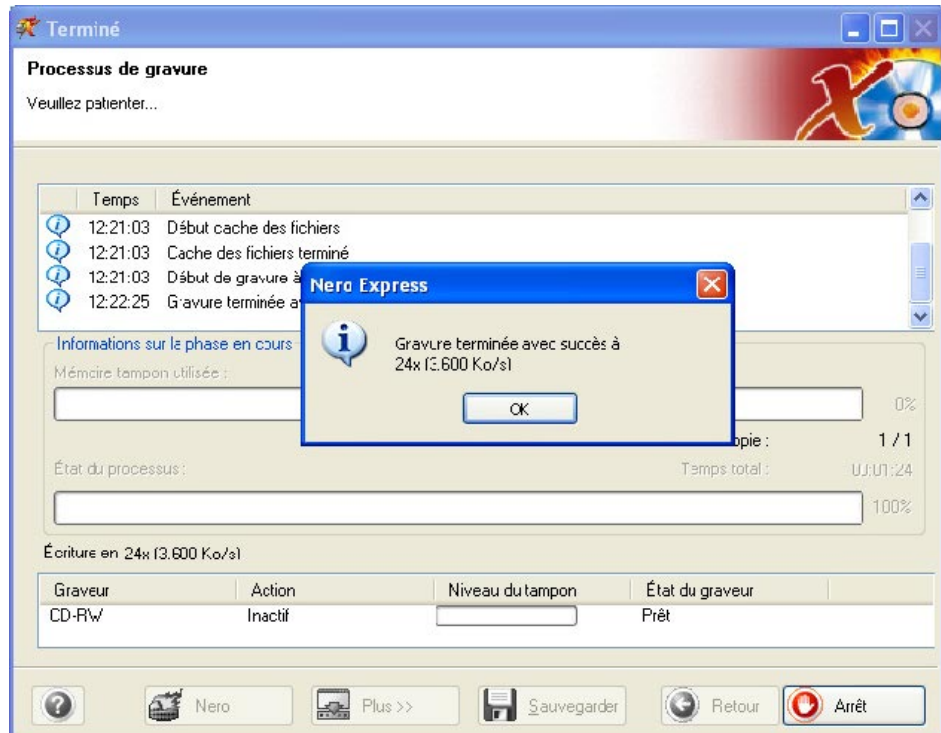 Terminé
Processus de gravure
Veuillez patienter...
Temps Événement
12:21:03 Début cache des fichiers
12:21:03 Cache des fichiers terminé
12:21:03 Début de gravure à
12:22:25 Gravure terminée a
Nero Express
Gravure terminée avec succès à
24x (3.600 Ko/s)
OK
Informations sur la phase en cours
Mémoire tampon utilisée :
0%
opie : 1 / 1
État du processus : Temps total : 00:01:24
100%
Écriture en 24x (3.600 Ko/s)
Graveur Action Niveau du tampon État du graveur
CD-RW Inactif Prêt
Nero Plus >> Sauvegarder Retour Arrêt